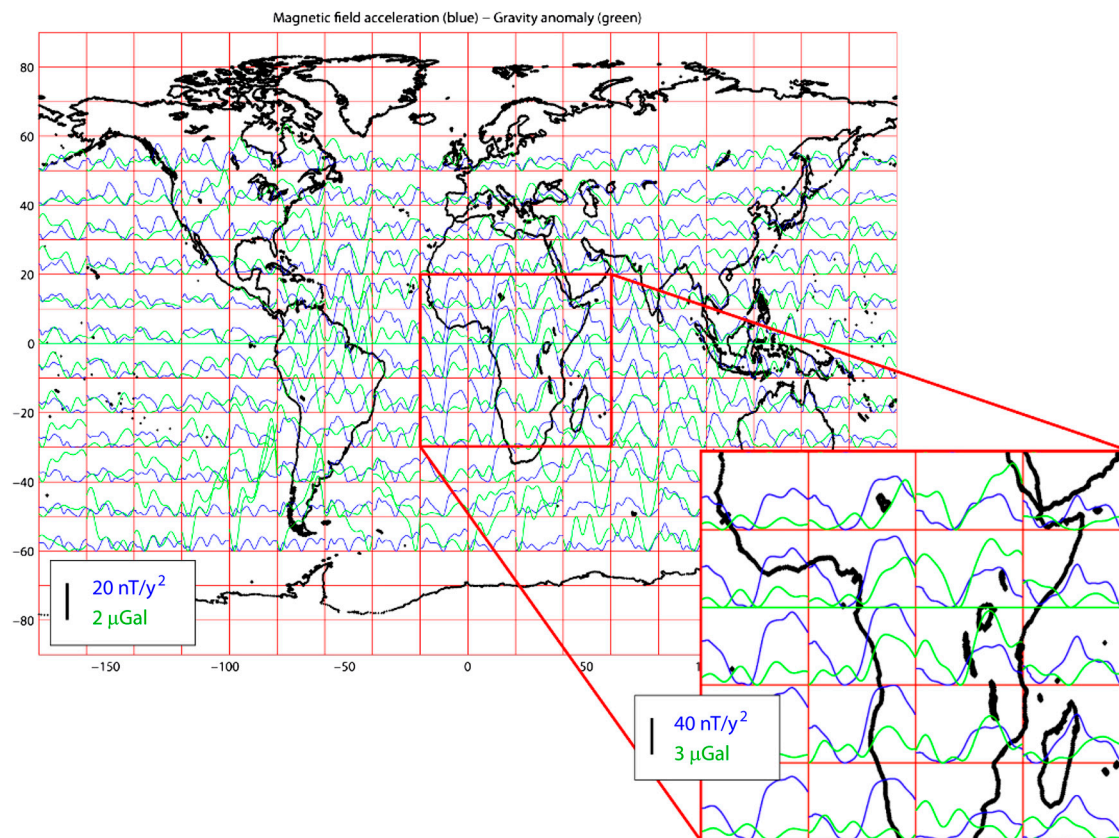 Magnetic field acceleration (blue) – Gravity anomaly (green)
80
60
40
20
0
−20
−40
−60
−80
20 nT/y²
2 μGal
−150
−100
−50
0
50
40 nT/y²
3 μGal